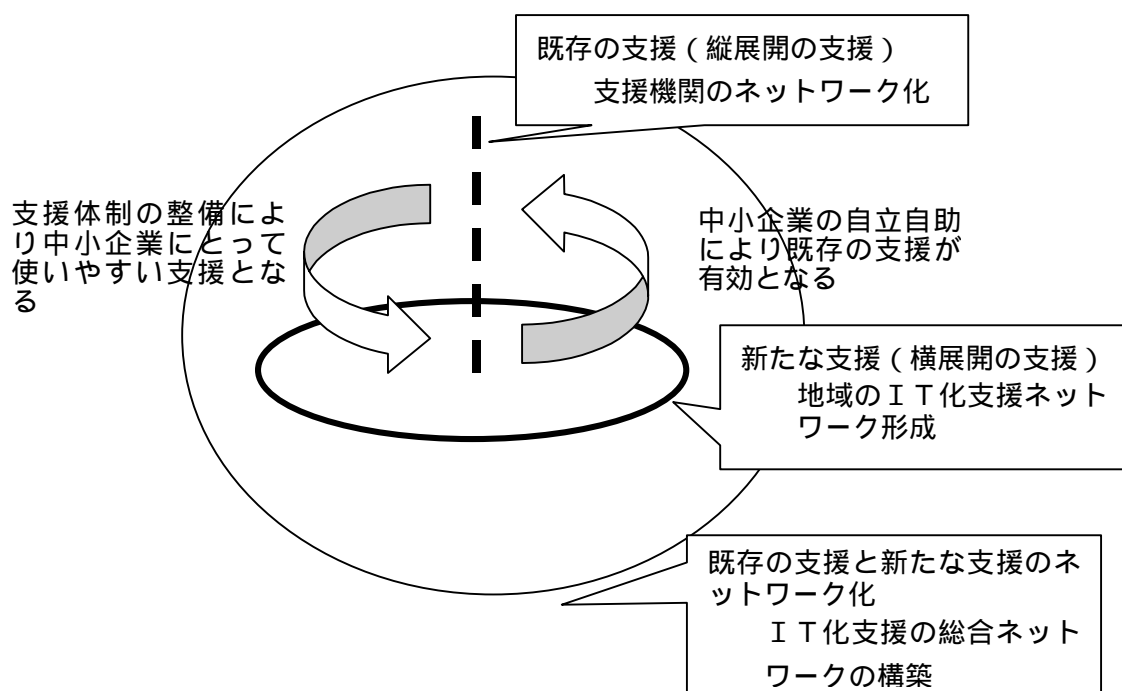 既存の支援（縦展開の支援）
支援機関のネットワーク化
支援体制の整備によ
り中小企業にとって
使いやすい支援とな
る
中小企業の自立自助
により既存の支援が
有効となる
新たな支援（横展開の支援）
地域のＩＴ化支援ネット
ワーク形成
既存の支援と新たな支援のネ
ットワーク化
ＩＴ化支援の総合ネット
ワークの構築